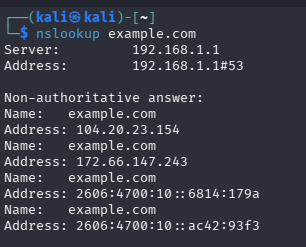 ┌──(kali㉿kali)-[~]
└─$ nslookup example.com
Server:         192.168.1.1
Address:        192.168.1.1#53

Non-authoritative answer:
Name:   example.com
Address: 104.20.23.154
Name:   example.com
Address: 172.66.147.243
Name:   example.com
Address: 2606:4700:10::6814:179a
Name:   example.com
Address: 2606:4700:10::ac42:93f3